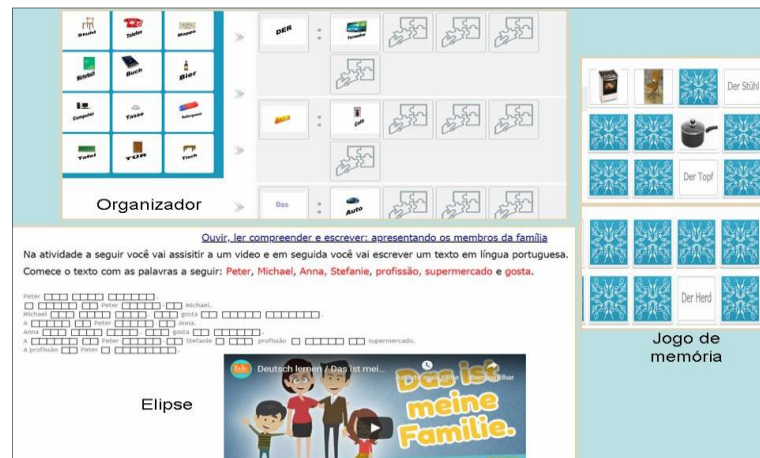 Stuhl Telefon Mappe
DER : Fernseher
Wörterbuch Buch Bier
Computer Tasse Radiergummi
Café
Tafel TÜR Tisch
Das : Auto
Organizador
Der Stühl
Der Topf
Der Herd
Jogo de
memória
Ouvir, ler compreender e escrever: apresentando os membros da família
Na atividade a seguir você vai assisitir a um video e em seguida você vai escrever um texto em língua portuguesa.
Comece o texto com as palavras a seguir: Peter, Michael, Anna, Stefanie, profissão, supermercado e gosta.
Peter
Peter Michael.
Michael gosta
A Peter Anna.
Anna gosta
A Peter Stefanie profissão supermercado.
A profissão Peter
Elipse
Deutsch lernen / Das ist mei...
Das ist
meine
Familie.